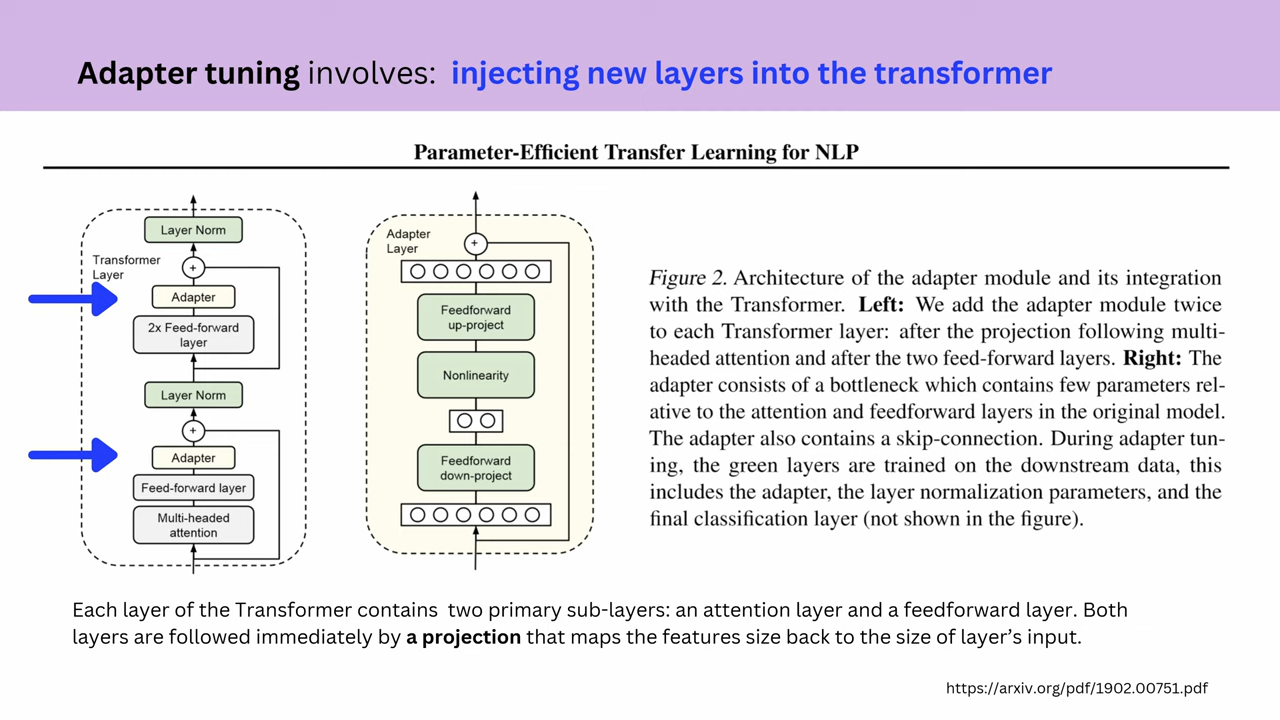 Adapter tuning involves: injecting new layers into the transformer
Parameter-Efficient Transfer Learning for NLP
Layer Norm
Transformer
Layer
+
Adapter
2x Feed-forward
layer
Layer Norm
+
Adapter
Feed-forward layer
Multi-headed
attention
Adapter
Layer
+
Feedforward
up-project
Nonlinearity
Feedforward
down-project
Figure 2. Architecture of the adapter module and its integration
with the Transformer. Left: We add the adapter module twice
to each Transformer layer: after the projection following multi-
headed attention and after the two feed-forward layers. Right: The
adapter consists of a bottleneck which contains few parameters rel-
ative to the attention and feedforward layers in the original model.
The adapter also contains a skip-connection. During adapter tun-
ing, the green layers are trained on the downstream data, this
includes the adapter, the layer normalization parameters, and the
final classification layer (not shown in the figure).
Each layer of the Transformer contains two primary sub-layers: an attention layer and a feedforward layer. Both
layers are followed immediately by a projection that maps the features size back to the size of layer's input.
https://arxiv.org/pdf/1902.00751.pdf